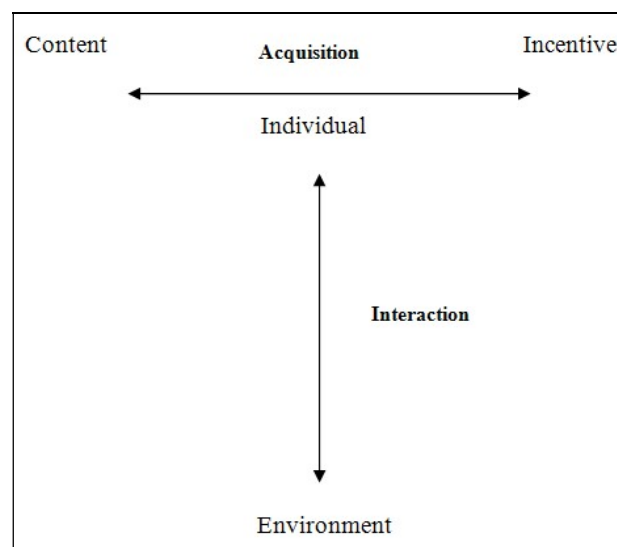 Content
Acquisition
Incentive
Individual
Interaction
Environment